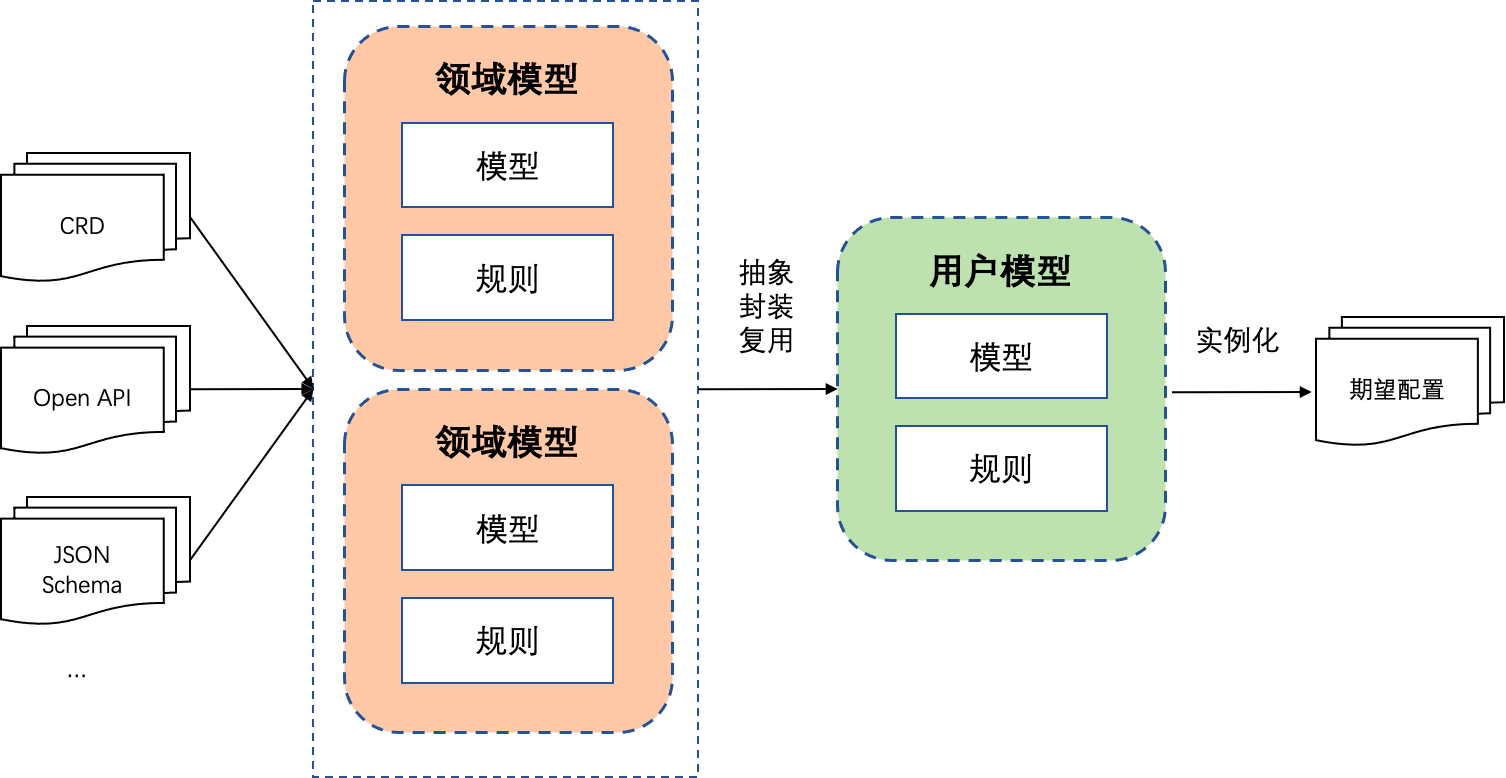 CRD
Open API
JSON
Schema
...
领域模型
模型
规则
领域模型
模型
规则
抽象
封装
复用
用户模型
模型
规则
实例化
期望配置